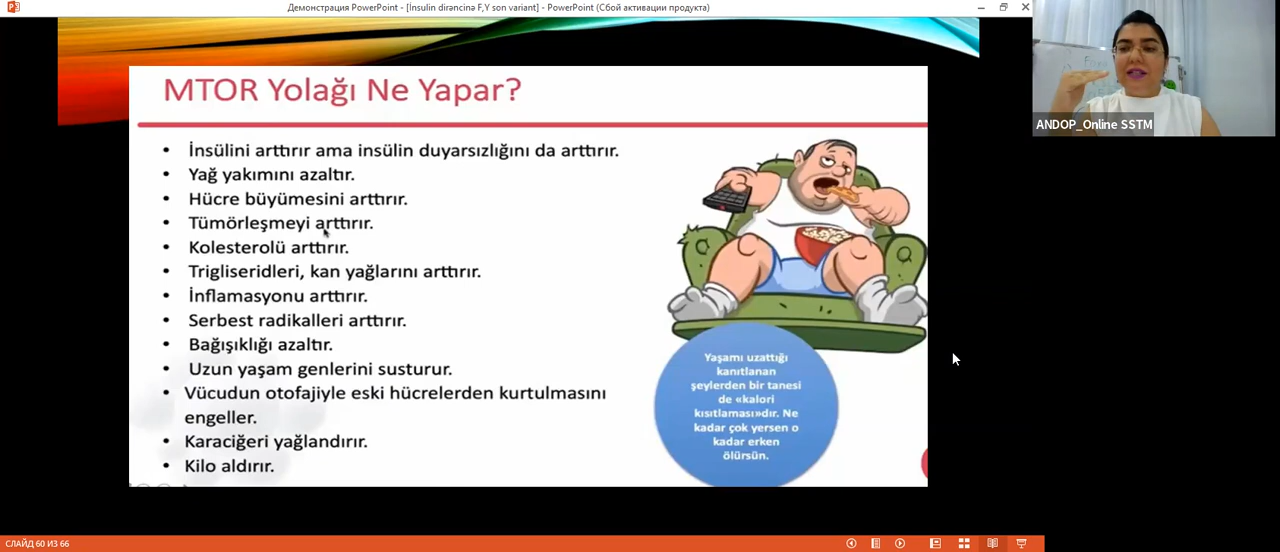 Демонстрация PowerPoint - [İnsulin dirəncinə F,Y son variant] - PowerPoint (Сбой активации продукта)
MTOR Yolağı Ne Yapar?
• İnsülini arttırır ama insülin duyarsızlığını da arttırır.
• Yağ yakımını azaltır.
• Hücre büyümesini arttırır.
• Tümörleşmeyi arttırır.
• Kolesterolü arttırır.
• Trigliseridleri, kan yağlarını arttırır.
• İnflamasyonu arttırır.
• Serbest radikalleri arttırır.
• Bağışıklığı azaltır.
• Uzun yaşam genlerini susturur.
• Vücudun otofajiyle eski hücrelerden kurtulmasını
engeller.
• Karaciğeri yağlandırır.
• Kilo aldırır.
Yaşamı uzattığı
kanıtlanan
şeylerden bir tanesi
de «kalori
kısıtlaması»dır. Ne
kadar çok yersen o
kadar erken
ölürsün.
ANDOP_Online SSTM
СЛАЙД 60 ИЗ 66